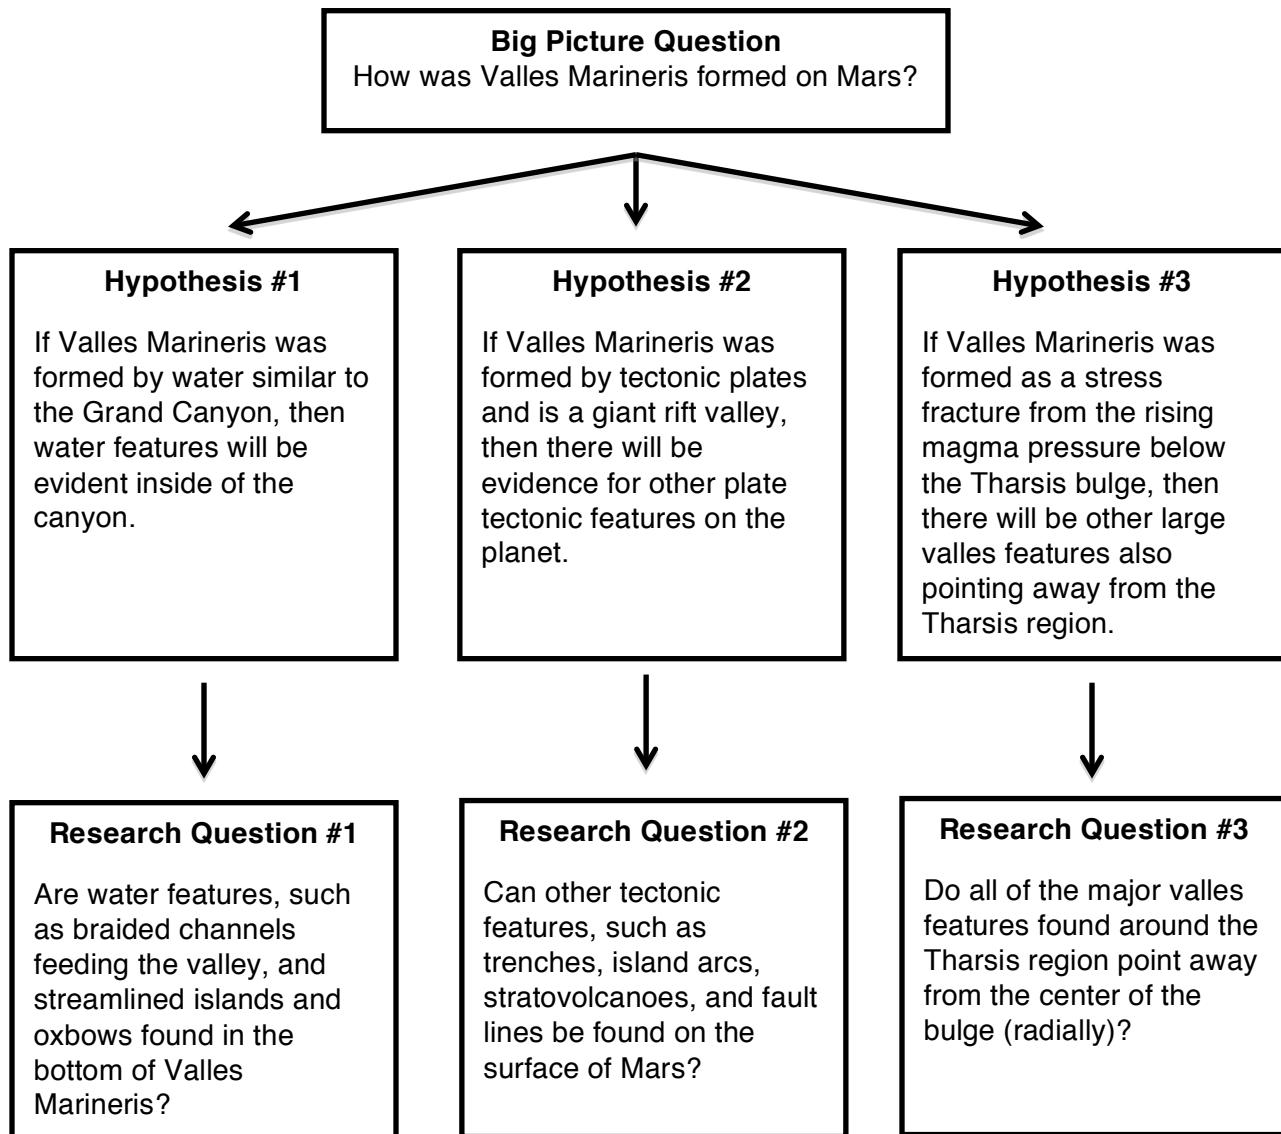 Big Picture Question
How was Valles Marineris formed on Mars?
Hypothesis #1
If Valles Marineris was
formed by water similar to
the Grand Canyon, then
water features will be
evident inside of the
canyon.
Hypothesis #2
If Valles Marineris was
formed by tectonic plates
and is a giant rift valley,
then there will be
evidence for other plate
tectonic features on the
planet.
Hypothesis #3
If Valles Marineris was
formed as a stress
fracture from the rising
magma pressure below
the Tharsis bulge, then
there will be other large
valles features also
pointing away from the
Tharsis region.
Research Question #1
Are water features, such
as braided channels
feeding the valley, and
streamlined islands and
oxbows found in the
bottom of Valles
Marineris?
Research Question #2
Can other tectonic
features, such as
trenches, island arcs,
stratovolcanoes, and fault
lines be found on the
surface of Mars?
Research Question #3
Do all of the major valles
features found around the
Tharsis region point away
from the center of the
bulge (radially)?